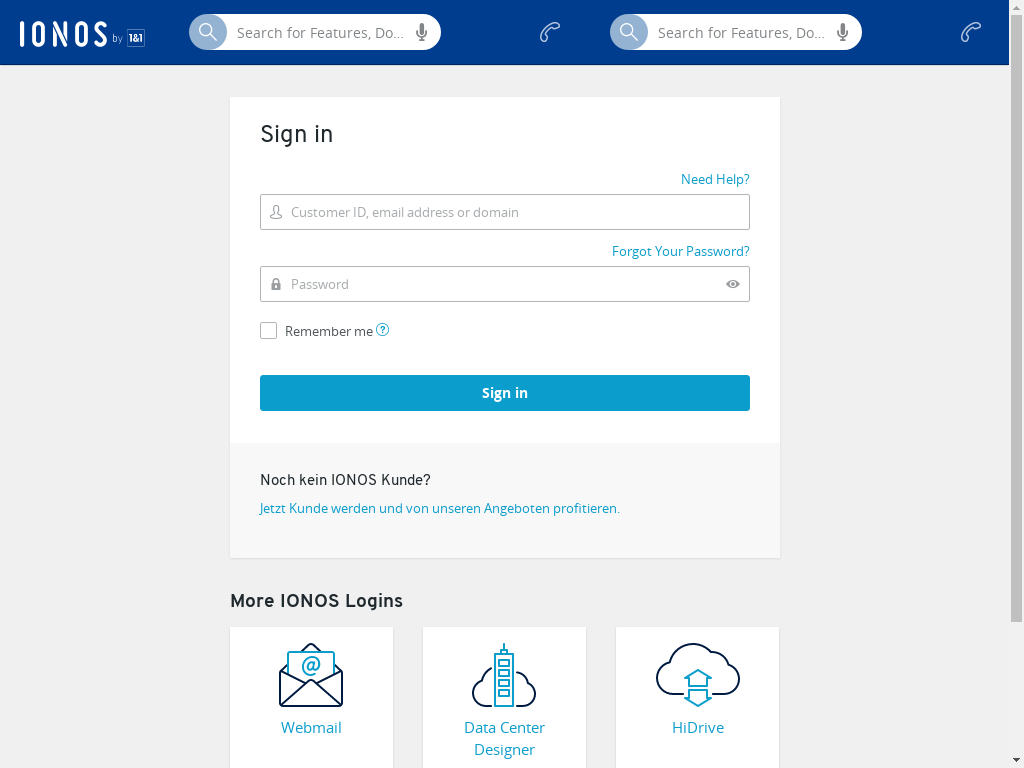 IONOS by 1&1
Search for Features, Do...
Search for Features, Do...
Sign in
Need Help?
Customer ID, email address or domain
Forgot Your Password?
Password
Remember me ?
Sign in
Noch kein IONOS Kunde?
Jetzt Kunde werden und von unseren Angeboten profitieren.
More IONOS Logins
@
Webmail
Data Center
Designer
HiDrive